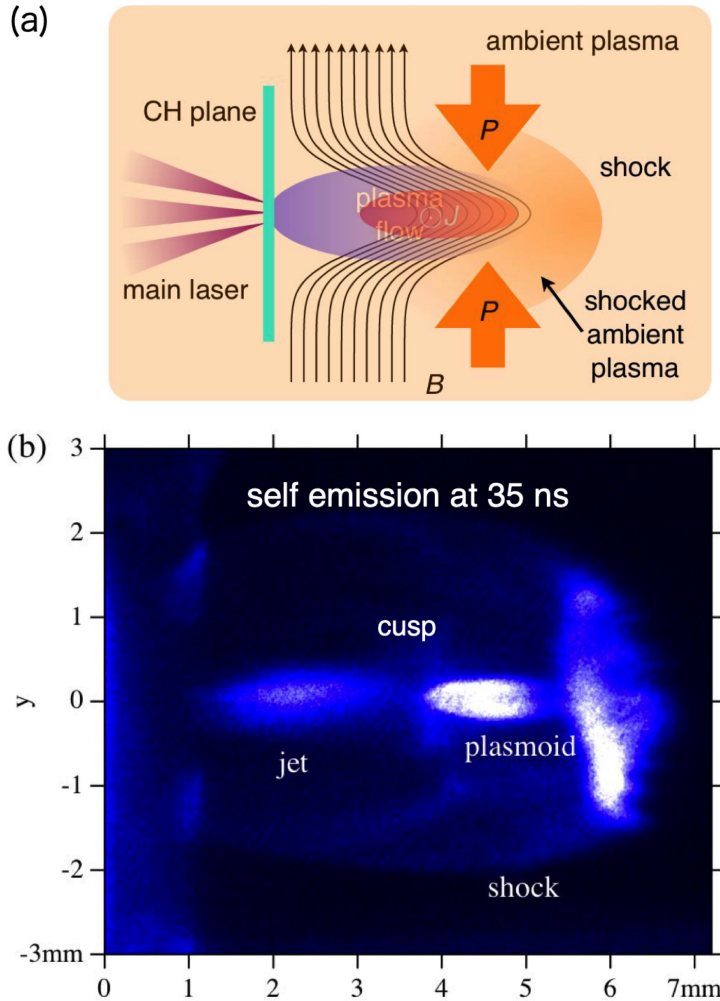 (a)
ambient plasma
CH plane
P
shock
plasma
flow
J
main laser
P
shocked
ambient
plasma
B
(b)
3
self emission at 35 ns
2
1
cusp
y
0
plasmoid
jet
-1
-2
shock
-3mm
0 1 2 3 4 5 6 7mm